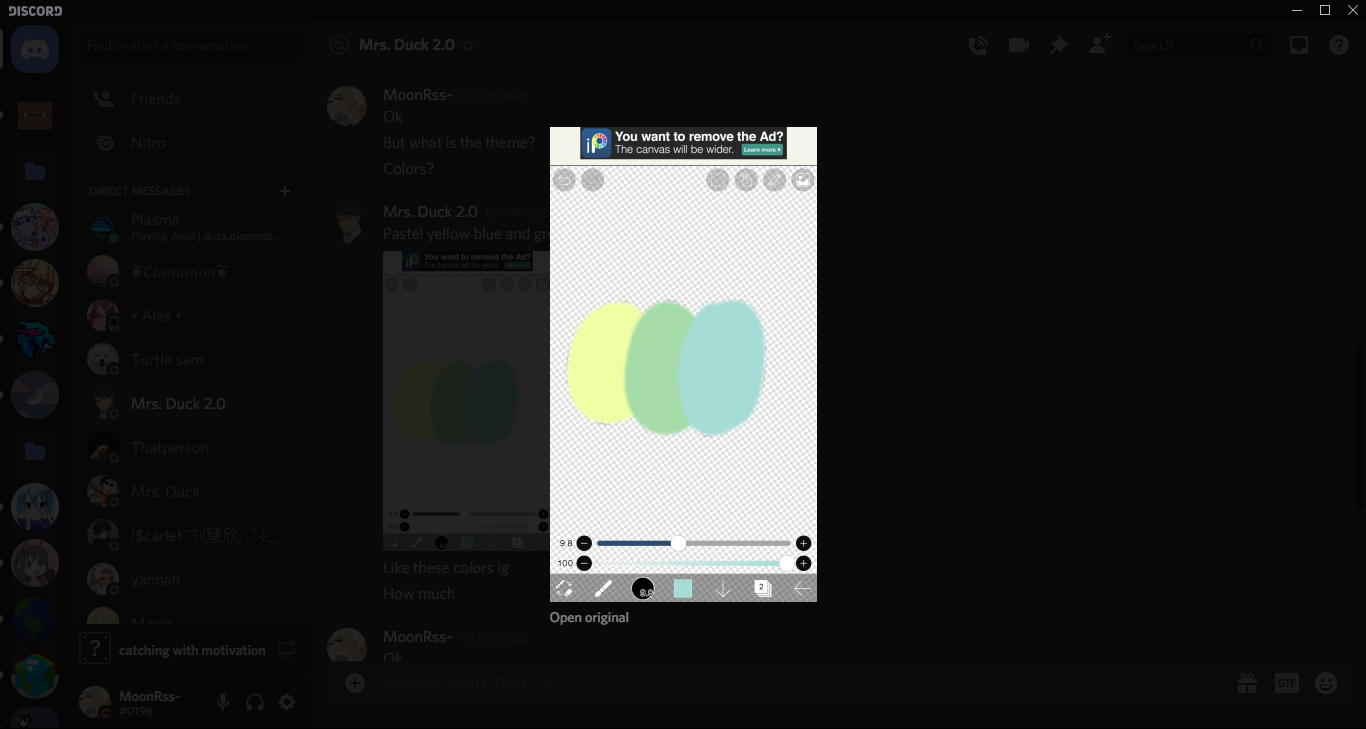 DISCORD
Find or start a conversation
Mrs. Duck 2.0
Search
Friends
Nitro
DIRECT MESSAGES
Plasma
Playing .help | docs.plasmab...
❦Cinnamon❦
• Alex •
Turtle sam
Mrs. Duck 2.0
Thatperson
Mrs. Duck
yannah
Magic
catching with motivation
MoonRss-
#0196
MoonRss- 09/06/2020
Ok
But what is the theme?
Colors?
Mrs. Duck 2.0 09/06/202
Pastel yellow blue and gr
You want to remove the Ad?
The canvas will be wider.
Like these colors ig
How much
MoonRss- 09/06/2020
Ok
Message @Mrs. Duck 2.0
GIF
iP
You want to remove the Ad?
The canvas will be wider. Learn more
9.8
100
9.8
2
Open original